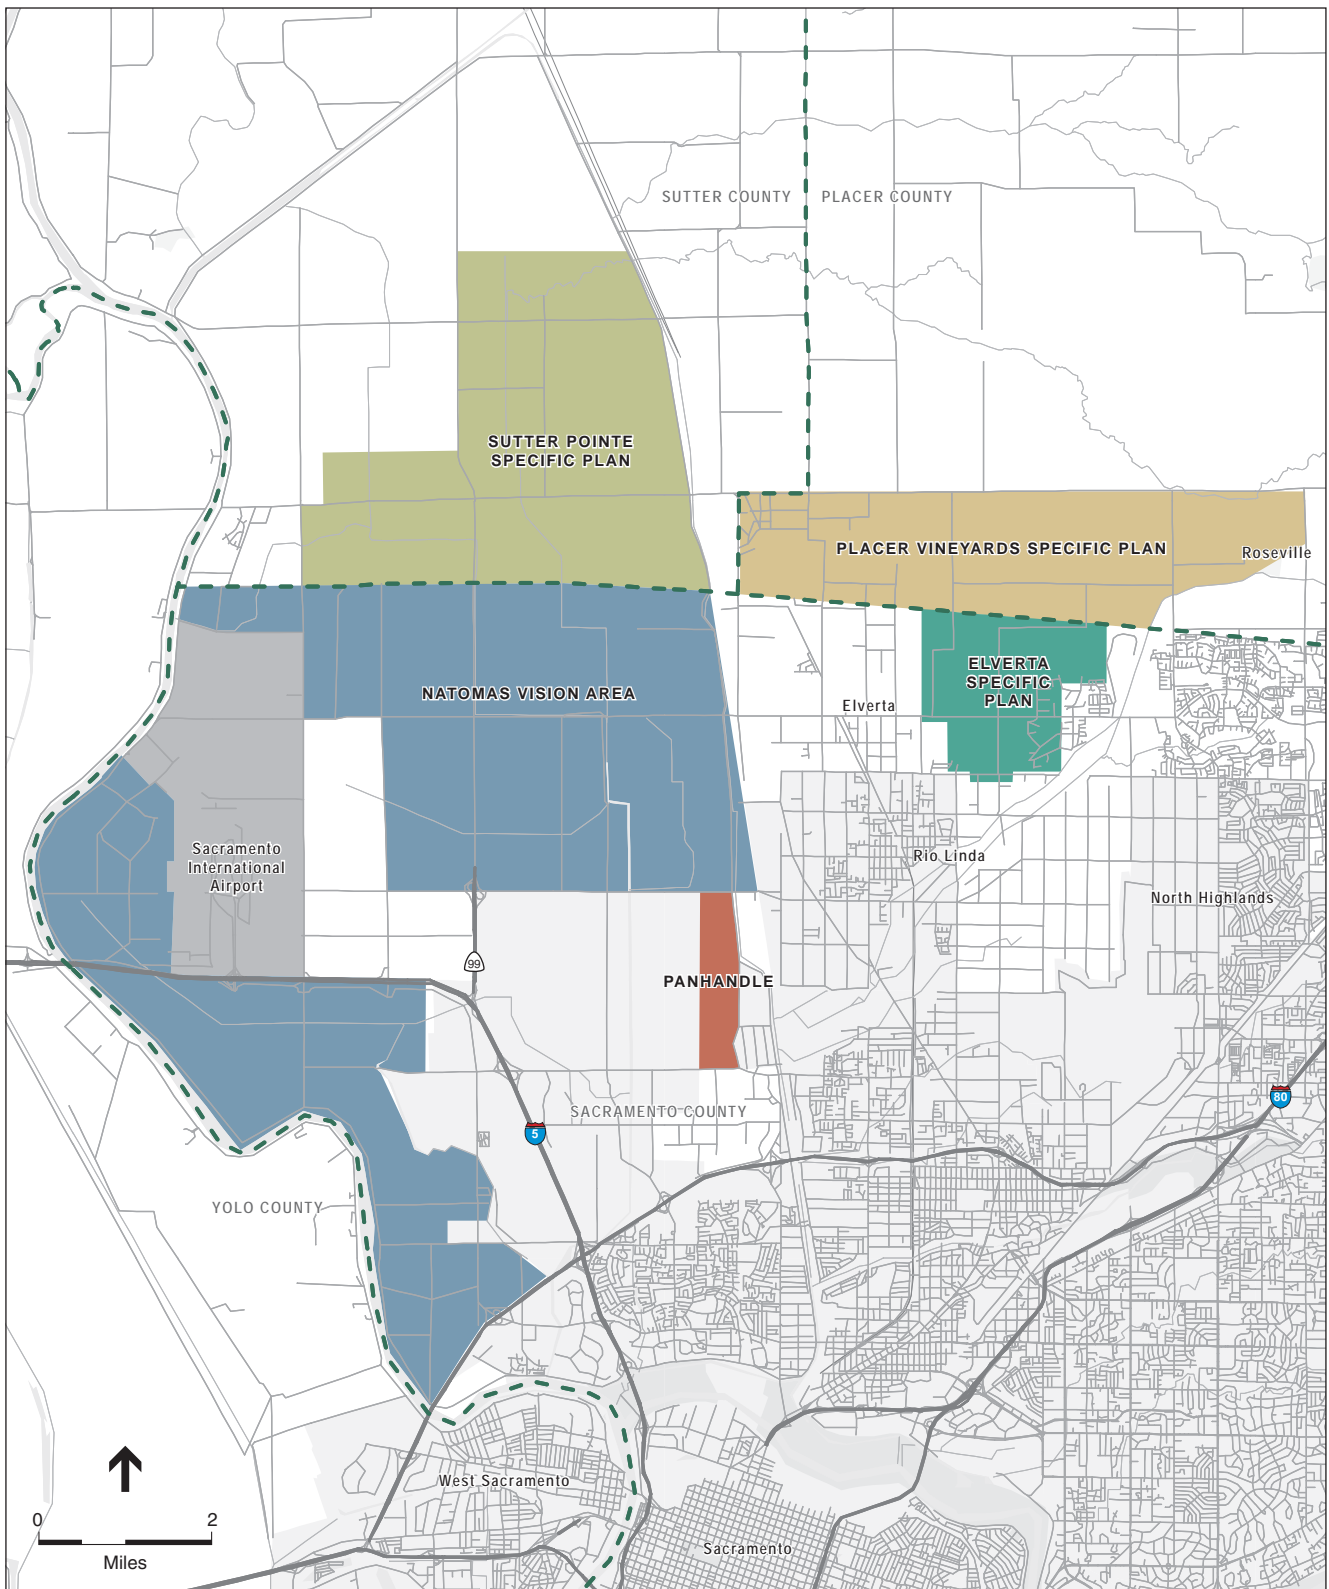 SUTTER COUNTY
PLACER COUNTY
SUTTER POINTE
SPECIFIC PLAN
PLACER VINEYARDS SPECIFIC PLAN
Roseville
ELVERTA
SPECIFIC
PLAN
NATOMAS VISION AREA
Elverta
Sacramento
International
Airport
Rio Linda
North Highlands
99
PANHANDLE
80
SACRAMENTO COUNTY
5
YOLO COUNTY
West Sacramento
0
2
Miles
Sacramento